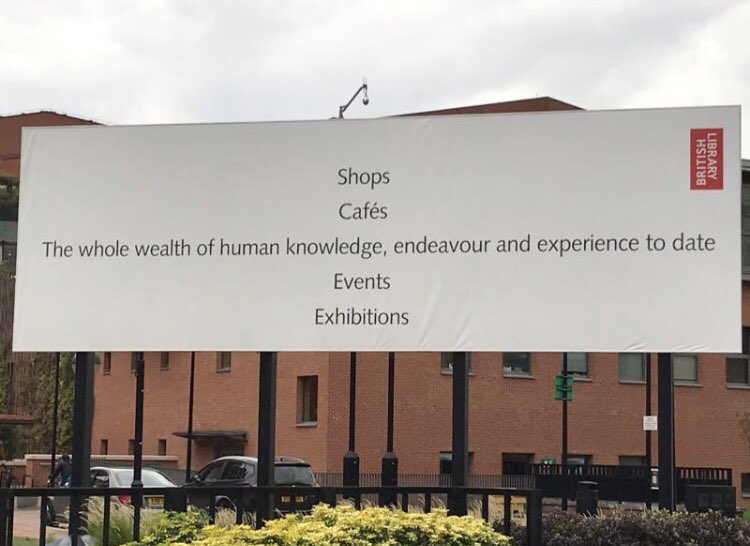 Shops
Cafés
The whole wealth of human knowledge, endeavour and experience to date
Events
Exhibitions
BRITISH
LIBRARY